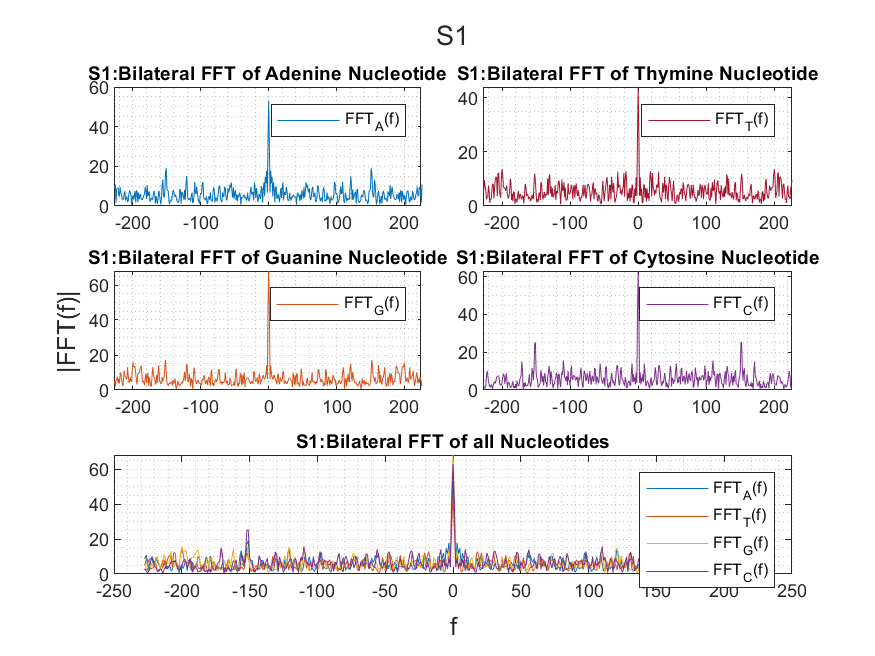 S1
S1:Bilateral FFT of Adenine Nucleotide
60
40
20
0
-200 -100 0 100 200
FFT_A(f)
S1:Bilateral FFT of Thymine Nucleotide
40
20
0
-200 -100 0 100 200
FFT_T(f)
S1:Bilateral FFT of Guanine Nucleotide
60
40
20
0
-200 -100 0 100 200
FFT_G(f)
S1:Bilateral FFT of Cytosine Nucleotide
60
40
20
0
-200 -100 0 100 200
FFT_C(f)
|FFT(f)|
S1:Bilateral FFT of all Nucleotides
60
40
20
0
-250 -200 -150 -100 -50 0 50 100 150 200 250
FFT_A(f)
FFT_T(f)
FFT_G(f)
FFT_C(f)
f